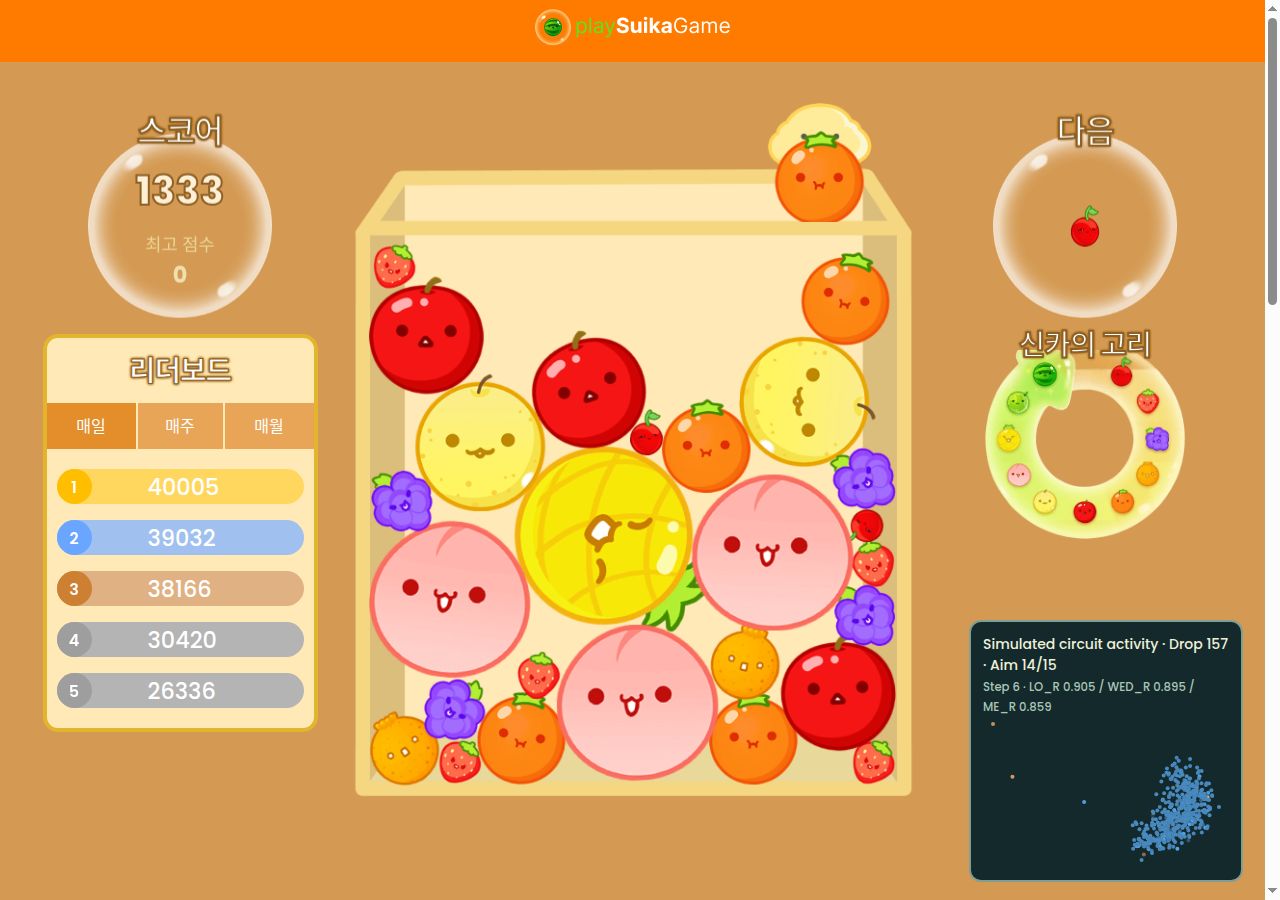 playSuikaGame
스코어
1333
최고 점수
0
다음
신카의 고리
리더보드
매일
매주
매월
1 40005
2 39032
3 38166
4 30420
5 26336
Simulated circuit activity · Drop 157
· Aim 14/15
Step 6 · LO_R 0.905 / WED_R 0.895 /
ME_R 0.859